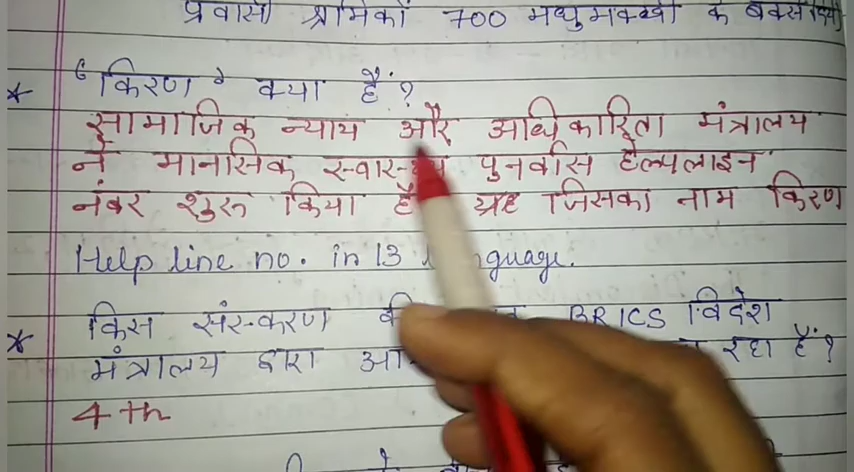 प्रवासी श्रमिकों 700 मधुमक्खी के बक्से
* 'किरण' क्या है?
सामाजिक न्याय और अधिकारिता मंत्रालय
ने मानसिक स्वास्थ्य पुनर्वास हेल्पलाइन
नंबर शुरू किया है यह जिसका नाम किरण
Help line no. in 13 language.
* किस संस्करण BRICS विदेश
मंत्रालय द्वारा रहा है?
4th